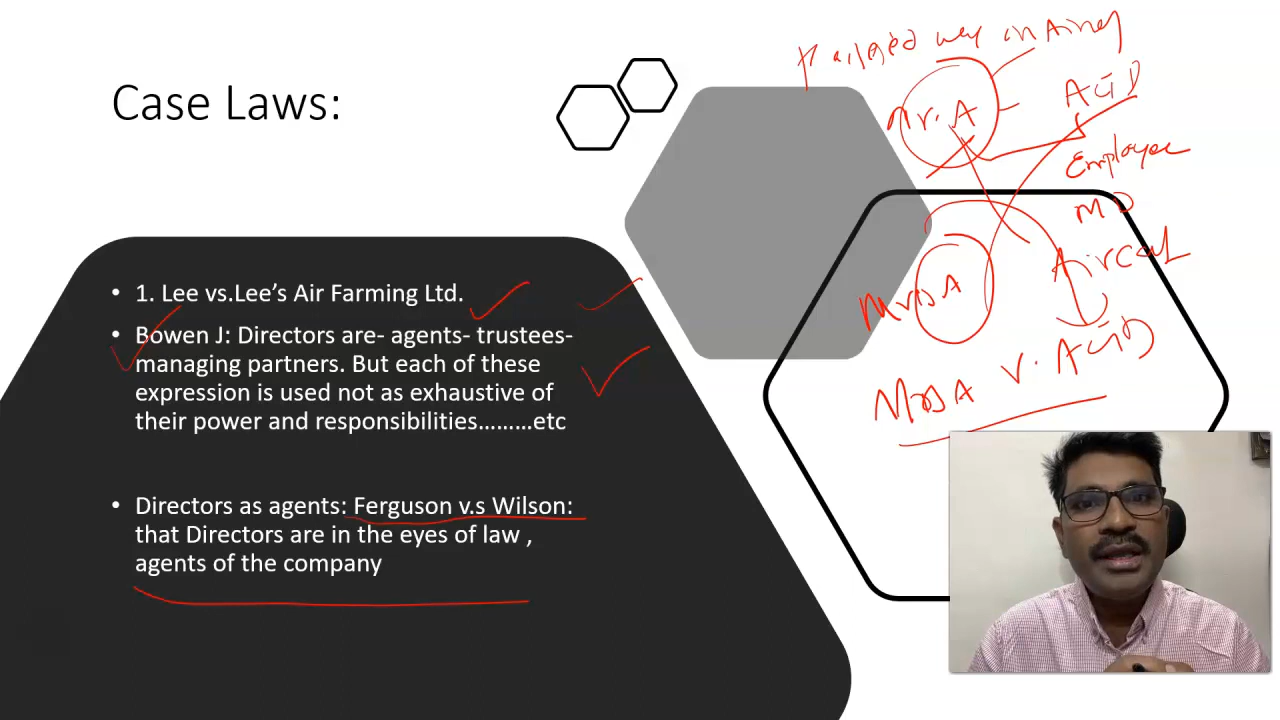 Case Laws:
• 1. Lee vs.Lee’s Air Farming Ltd.
• Bowen J: Directors are- agents- trustees-
managing partners. But each of these
expression is used not as exhaustive of
their power and responsibilities………etc
• Directors as agents: Ferguson v.s Wilson:
that Directors are in the eyes of law ,
agents of the company
Mr. A
Employee
MD
Mrs A
Mrs A V.